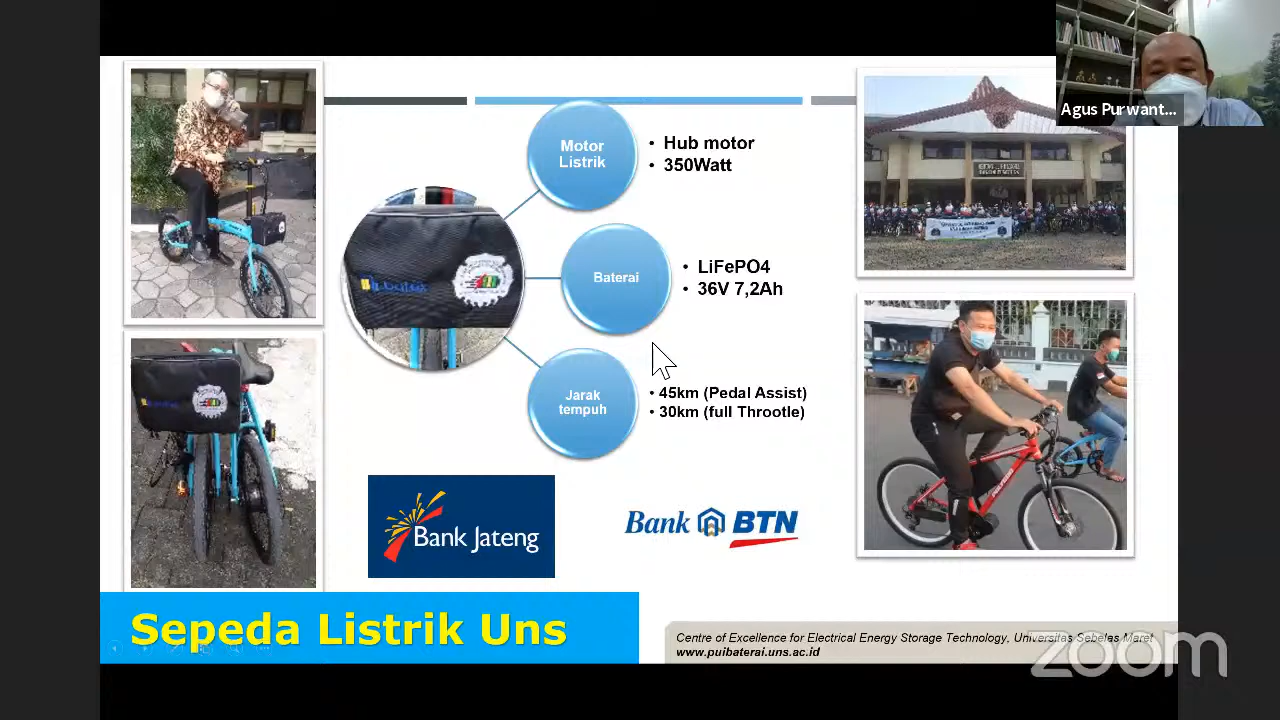 Agus Purwant...
Motor
Listrik
• Hub motor
• 350Watt
Baterai
• LiFePO4
• 36V 7,2Ah
Jarak
tempuh
• 45km (Pedal Assist)
• 30km (full Throotle)
Bank Jateng
Bank BTN
Sepeda Listrik Uns
Centre of Excellence for Electrical Energy Storage Technology, Universitas Sebelas Maret
www.puibaterai.uns.ac.id
zoom